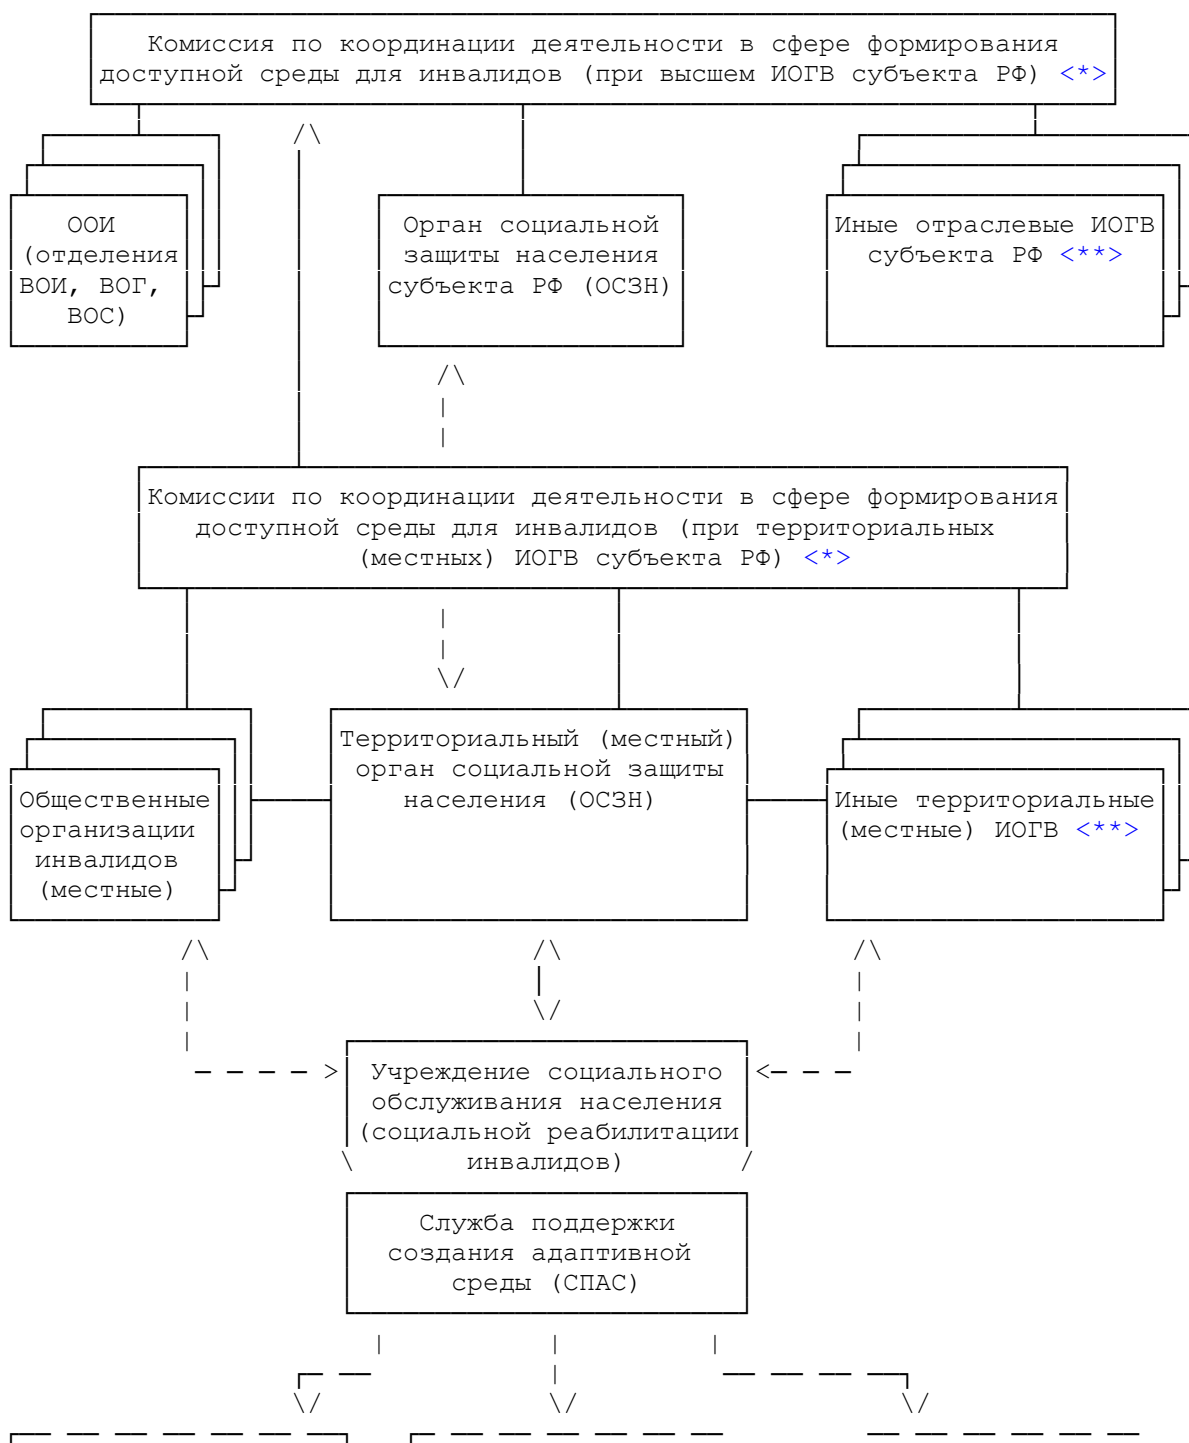 Комиссия по координации деятельности в сфере формирования
доступной среды для инвалидов (при высшем ИОГВ субъекта РФ) <*>
ООИ
(отделения
ВОИ, ВОГ,
ВОС)
Орган социальной
защиты населения
субъекта РФ (ОСЗН)
Иные отраслевые ИОГВ
субъекта РФ <**>
Комиссии по координации деятельности в сфере формирования
доступной среды для инвалидов (при территориальных
(местных) ИОГВ субъекта РФ) <*>
Общественные
организации
инвалидов
(местные)
Территориальный (местный)
орган социальной защиты
населения (ОСЗН)
Иные территориальные
(местные) ИОГВ <**>
Учреждение социального
обслуживания населения
(социальной реабилитации
инвалидов)
Служба поддержки
создания адаптивной
среды (СПАС)